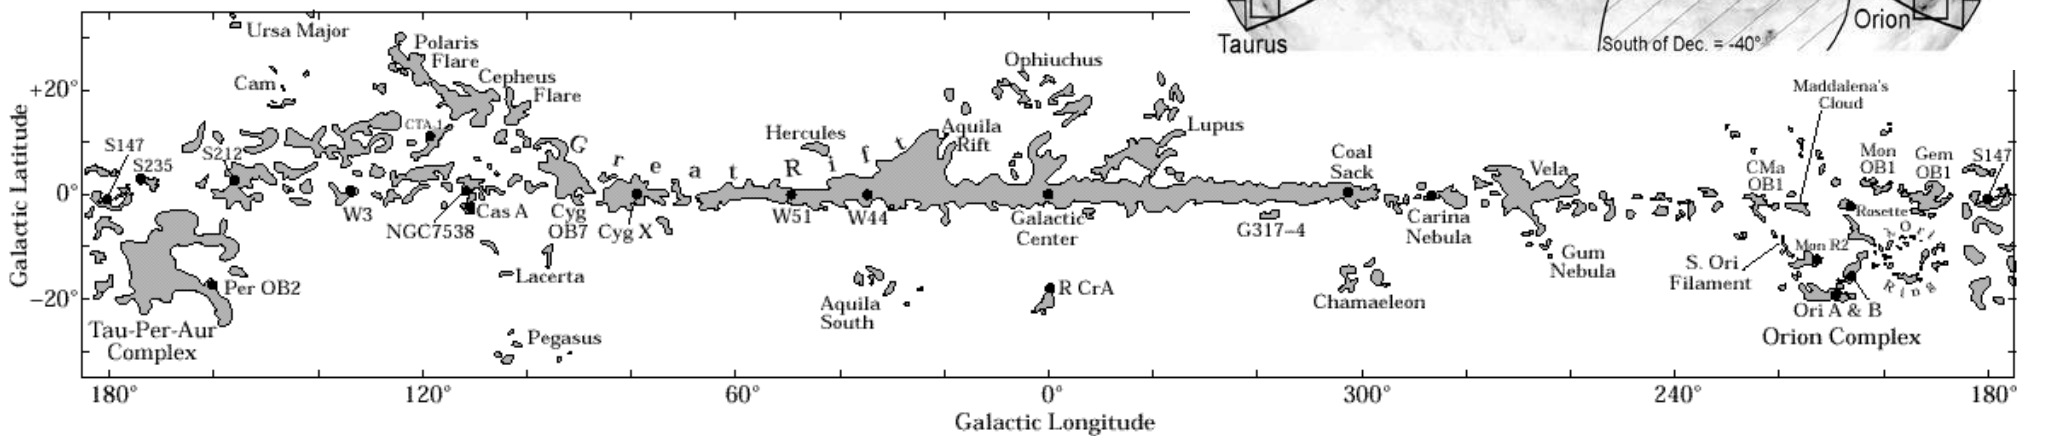 Taurus
Orion
South of Dec. = -40°
Ursa Major
Polaris
Flare
Cam
Cepheus
Flare
CTA 1
S147
S235
S212
W3
NGC7538
Cas A
Cyg
OB7
Cyg X
Great Rift
Hercules
Aquila
Rift
W51
W44
Ophiuchus
Lupus
Galactic
Center
G317–4
Coal
Sack
Carina
Nebula
Vela
Gum
Nebula
Maddalena's
Cloud
CMa
OB1
Mon
OB1
Gem
OB1
S147
Rosette
Mon R2
S. Ori
Filament
λ Ori
Ring
Ori A & B
Orion Complex
Per OB2
Tau-Per-Aur
Complex
Lacerta
Pegasus
Aquila
South
R CrA
Chamaeleon
+20°
0°
−20°
Galactic Latitude
180° 120° 60° 0° 300° 240° 180°
Galactic Longitude